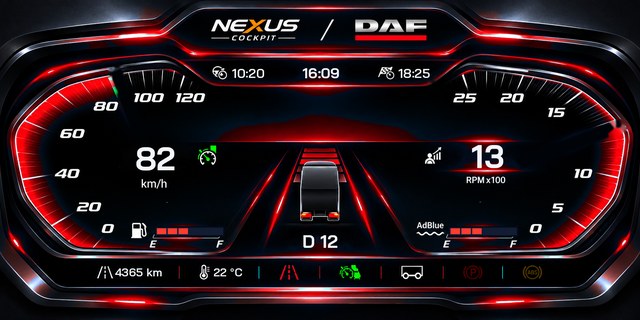 NEXUS / DAF
COCKPIT
10:20 16:09 18:25
80 100 120
60
40
20
0
82
km/h
25 20
15
10
5
0
13
RPM x100
E F
D 12
AdBlue
E F
4365 km 22 °C (P) (ABS)